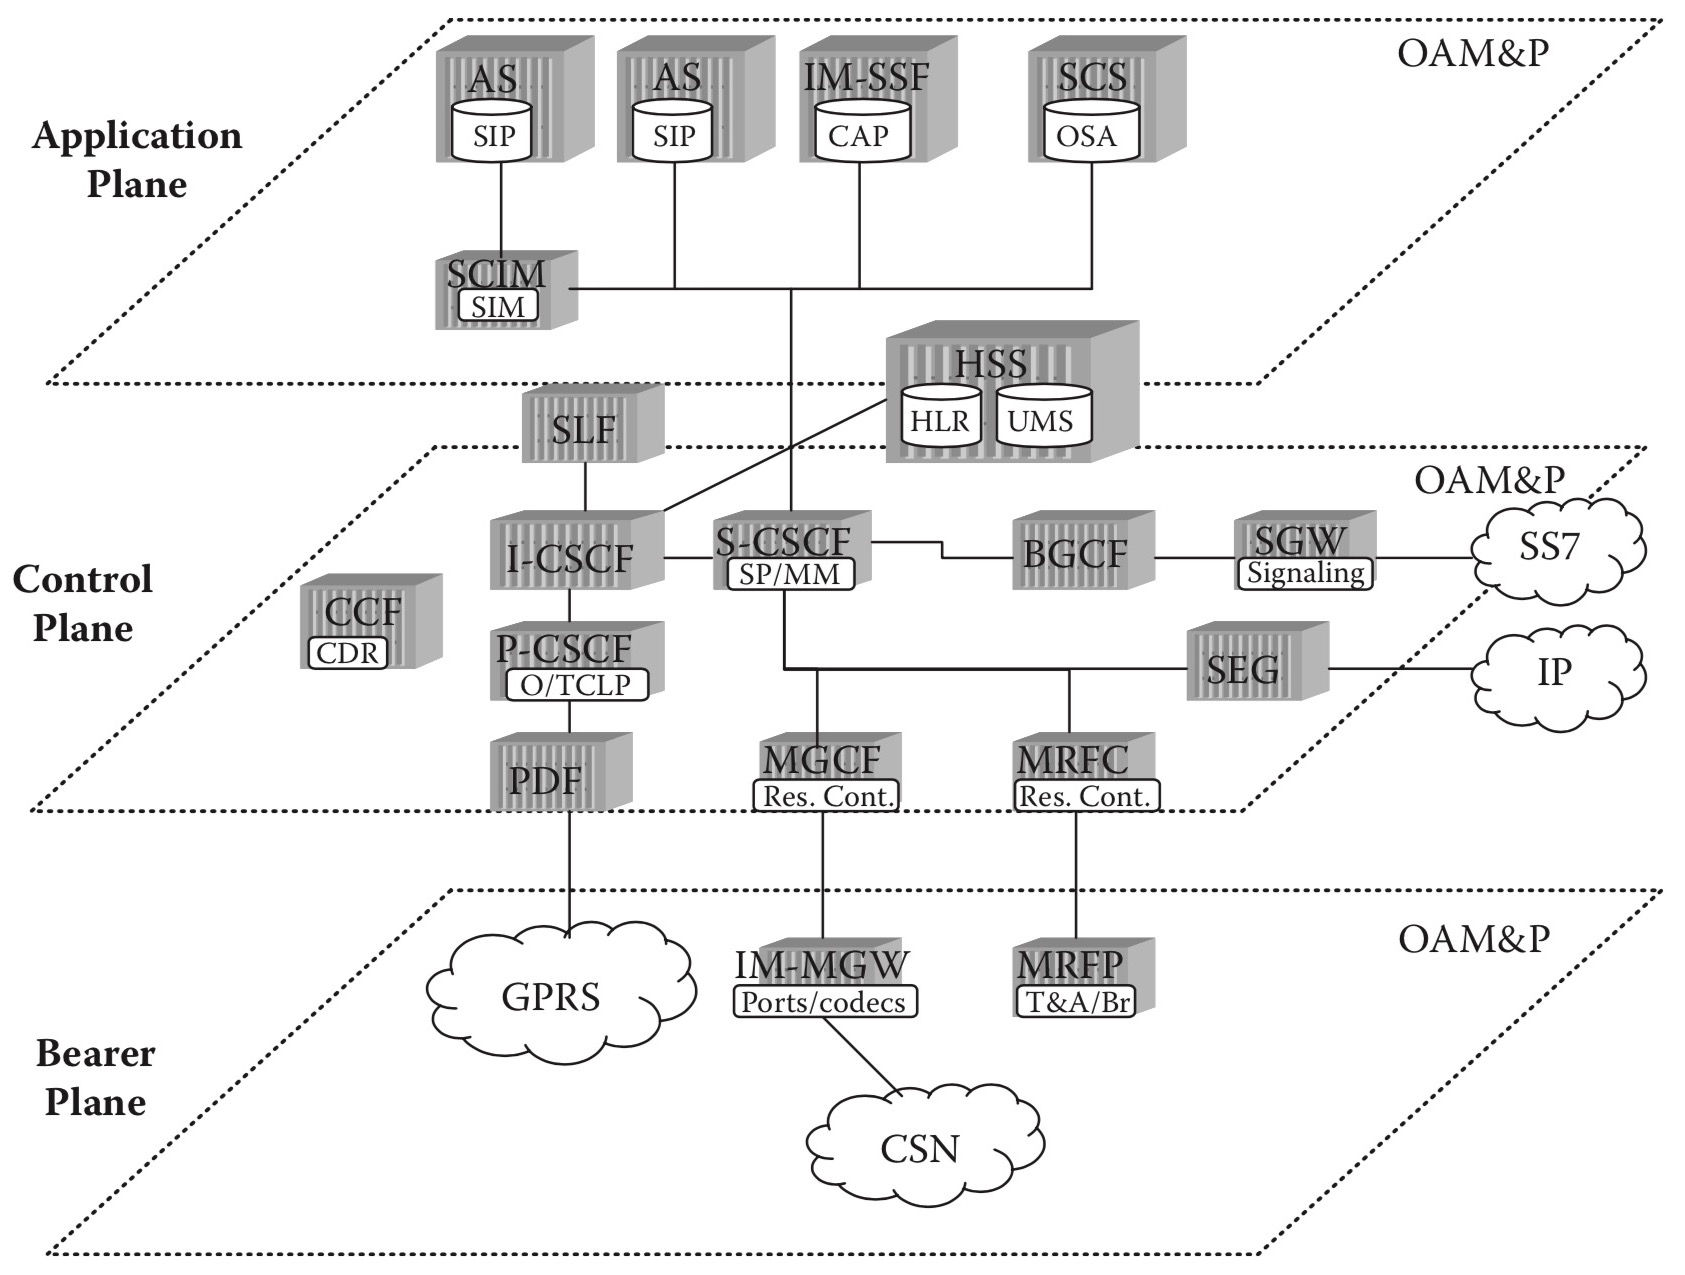 OAM&P
AS
AS
IM-SSF
SCS
SIP
SIP
CAP
OSA
Application
Plane
SCIM
SIM
HSS
HLR
UMS
SLF
OAM&P
I-CSCF
S-CSCF
SP/MM
BGCF
SGW
Signaling
SS7
Control
Plane
CCF
CDR
P-CSCF
O/TCLP
SEG
IP
PDF
MGCF
Res. Cont.
MRFC
Res. Cont.
OAM&P
GPRS
IM-MGW
Ports/codecs
MRFP
T&A/Br
Bearer
Plane
CSN